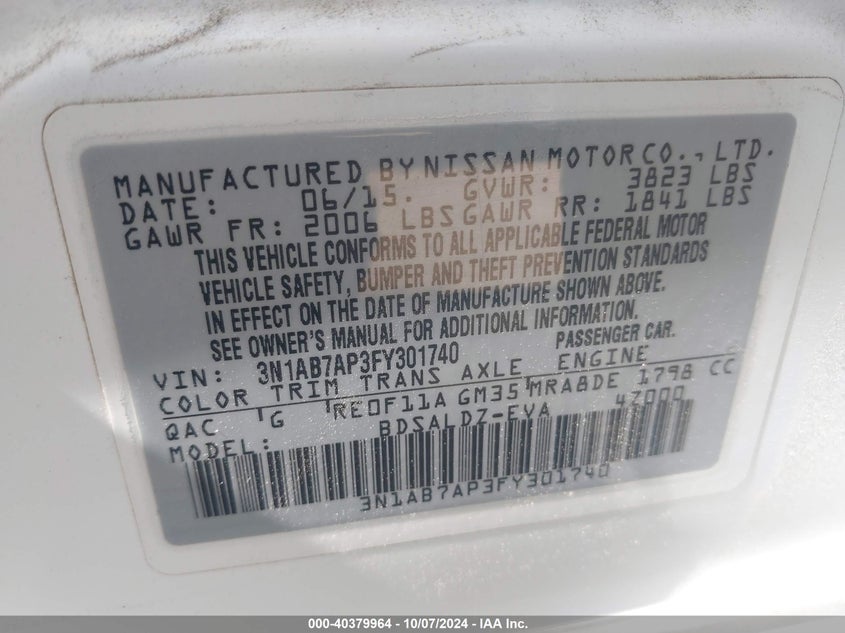 MANUFACTURED BY NISSAN MOTOR CO., LTD.
DATE: 06/15. GVWR: 3823 LBS
GAWR FR: 2006 LBS GAWR RR: 1841 LBS
THIS VEHICLE CONFORMS TO ALL APPLICABLE FEDERAL MOTOR
VEHICLE SAFETY, BUMPER AND THEFT PREVENTION STANDARDS
IN EFFECT ON THE DATE OF MANUFACTURE SHOWN ABOVE.
SEE OWNER'S MANUAL FOR ADDITIONAL INFORMATION.
VIN: 3N1AB7AP3FY301740 PASSENGER CAR.
COLOR TRIM TRANS AXLE ENGINE
QAC G RE0F11A GM35 MRA8DE 1798 CC
MODEL: BDSALDZ-EVA 47000
3N1AB7AP3FY301740
000-40379964 - 10/07/2024 - IAA Inc.